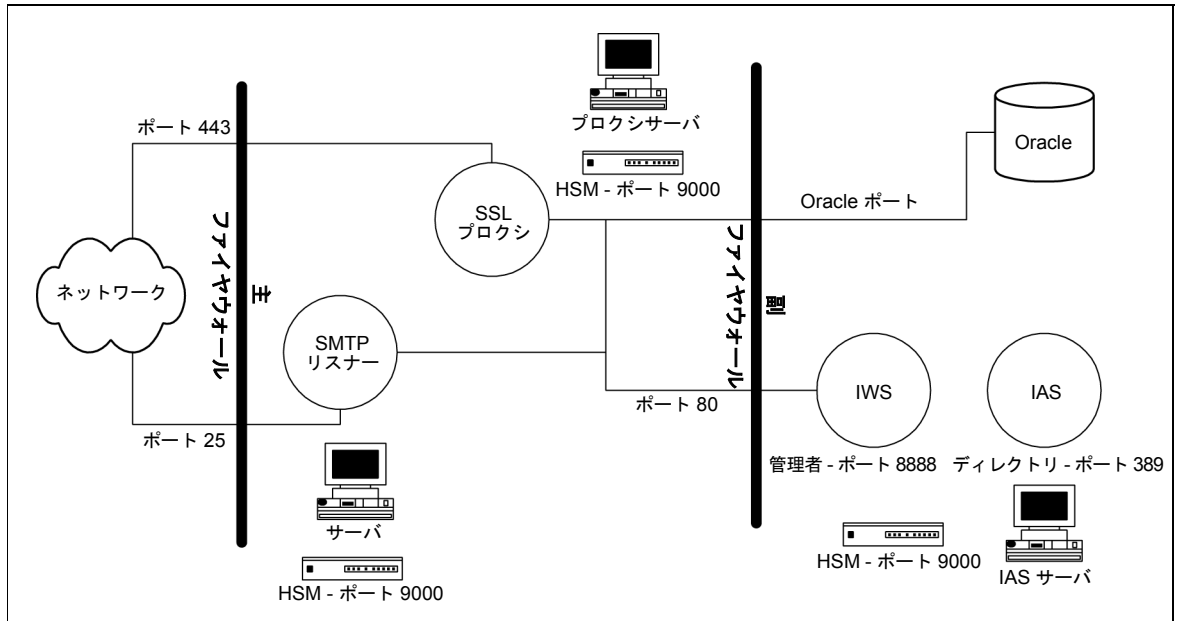 プロクシサーバ
HSM - ポート 9000
ポート 443
SSL
プロクシ
Oracle
Oracle ポート
ネットワーク
ファイヤウォール
主
SMTP
リスナー
ファイヤウォール
副
ポート 80
IWS
IAS
ポート 25
管理者 - ポート 8888
ディレクトリ - ポート 389
サーバ
HSM - ポート 9000
HSM - ポート 9000
IAS サーバ